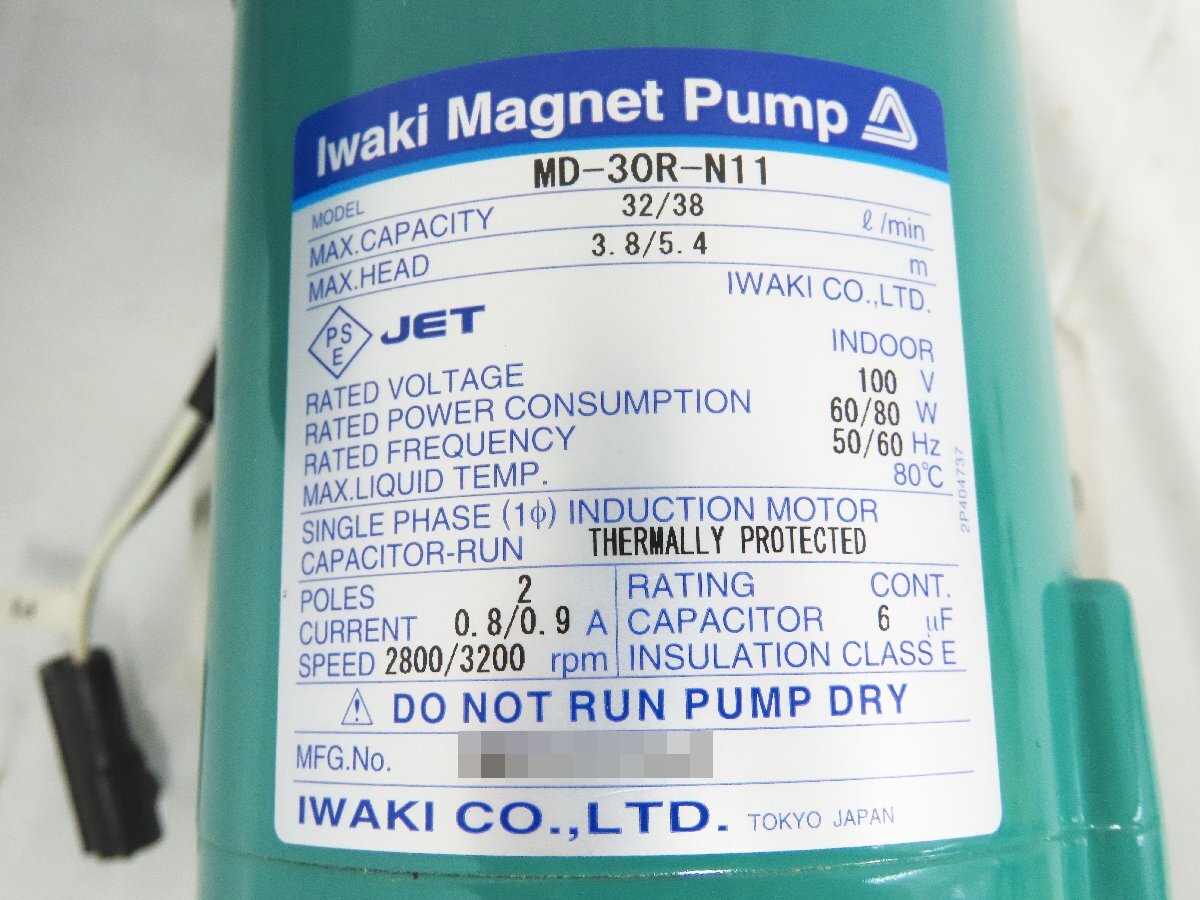 Iwaki Magnet Pump
MODEL MD-30R-N11
MAX.CAPACITY 32/38 ℓ/min
MAX.HEAD 3.8/5.4 m
IWAKI CO.,LTD.
PS
E
JET
INDOOR
RATED VOLTAGE 100 V
RATED POWER CONSUMPTION 60/80 W
RATED FREQUENCY 50/60 Hz
MAX.LIQUID TEMP. 80℃
2P404737
SINGLE PHASE (1ϕ) INDUCTION MOTOR
CAPACITOR-RUN THERMALLY PROTECTED
POLES 2 RATING CONT.
CURRENT 0.8/0.9 A CAPACITOR 6 μF
SPEED 2800/3200 rpm INSULATION CLASS E
DO NOT RUN PUMP DRY
MFG.No.
IWAKI CO.,LTD. TOKYO JAPAN